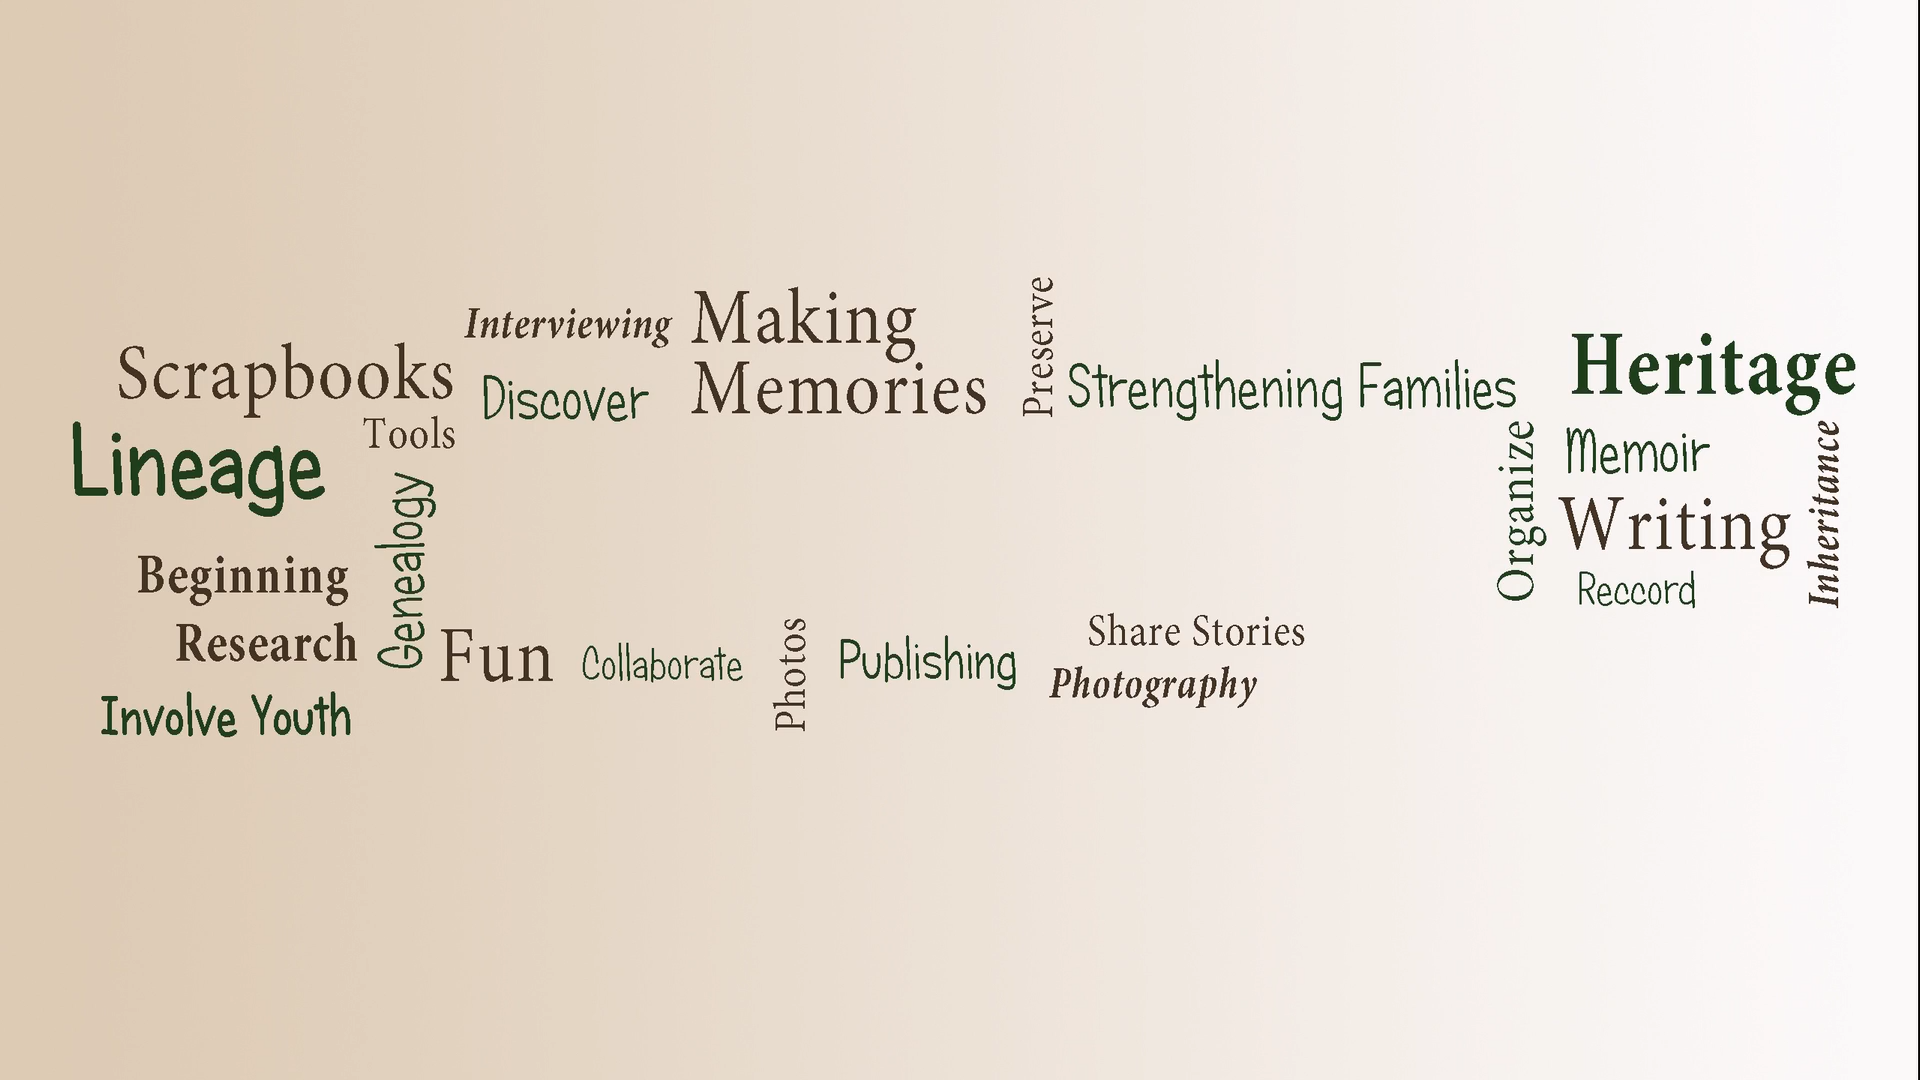 Interviewing
Making
Memories
Preserve
Scrapbooks
Discover
Strengthening Families
Heritage
Tools
Lineage
Genealogy
Organize
Memoir
Inheritance
Writing
Reccord
Beginning
Research
Fun
Collaborate
Photos
Publishing
Share Stories
Photography
Involve Youth